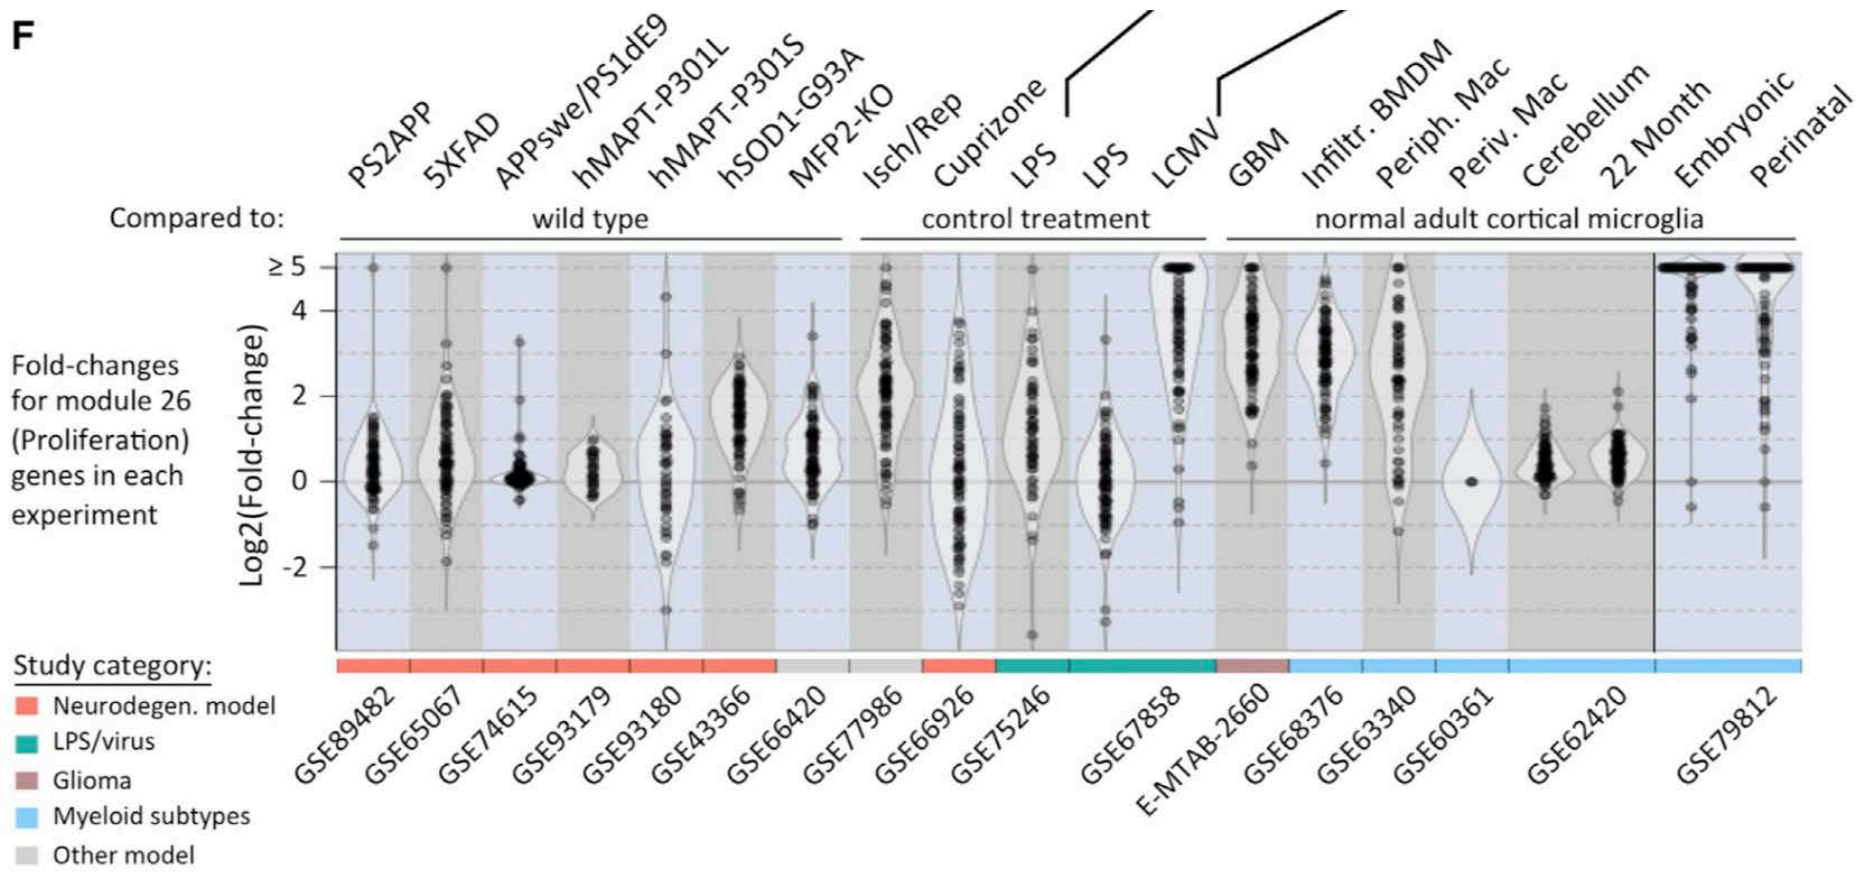 F
PS2APP
5XFAD
APPswe/PS1dE9
hMAPT-P301L
hMAPT-P301S
hSOD1-G93A
MFP2-KO
Isch/Rep
Cuprizone
LPS
LPS
LCMV
GBM
Infiltr. BMDM
Periph. Mac
Periv. Mac
Cerebellum
22 Month
Embryonic
Perinatal
Compared to:
wild type
control treatment
normal adult cortical microglia
Fold-changes
for module 26
(Proliferation)
genes in each
experiment
Log2(Fold-change)
≥ 5
4
2
0
-2
Study category:
Neurodegen. model
LPS/virus
Glioma
Myeloid subtypes
Other model
GSE89482
GSE65067
GSE74615
GSE93179
GSE93180
GSE43366
GSE66420
GSE77986
GSE66926
GSE75246
GSE67858
E-MTAB-2660
GSE68376
GSE63340
GSE60361
GSE62420
GSE79812